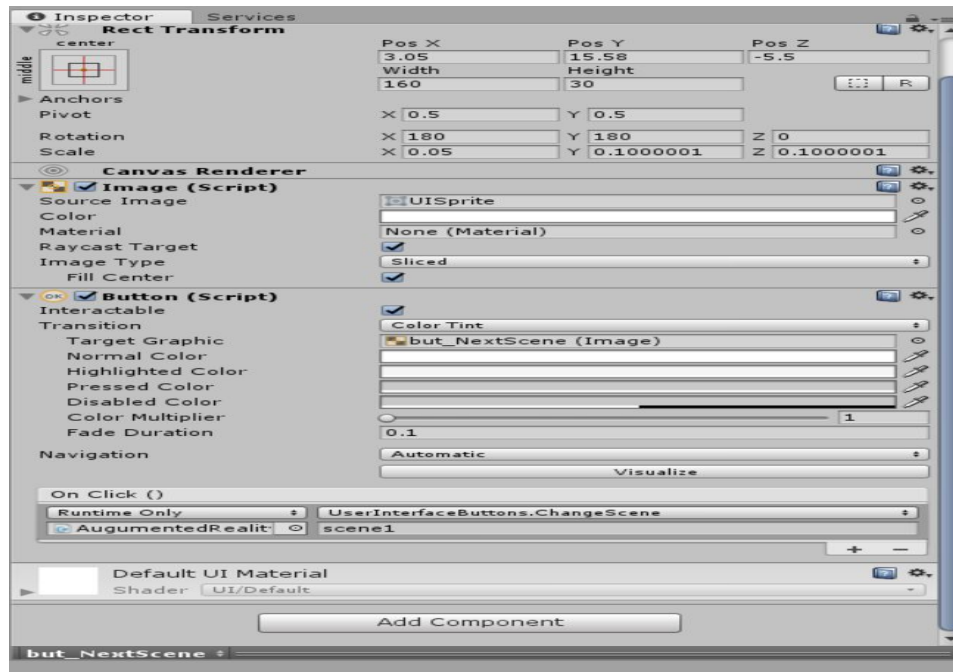 Inspector Services
Rect Transform
center Pos X Pos Y Pos Z
middle 3.05 15.58 -5.5
Width Height
160 30 R
Anchors
Pivot X 0.5 Y 0.5
Rotation X 180 Y 180 Z 0
Scale X 0.05 Y 0.1000001 Z 0.1000001
Canvas Renderer
Image (Script)
Source Image UISprite
Color
Material None (Material)
Raycast Target
Image Type Sliced
Fill Center
OK Button (Script)
Interactable
Transition Color Tint
Target Graphic but_NextScene (Image)
Normal Color
Highlighted Color
Pressed Color
Disabled Color
Color Multiplier 1
Fade Duration 0.1
Navigation Automatic
Visualize
On Click ()
Runtime Only UserInterfaceButtons.ChangeScene
AugumentedRealit scene1
Default UI Material
Shader UI/Default
Add Component
but_NextScene